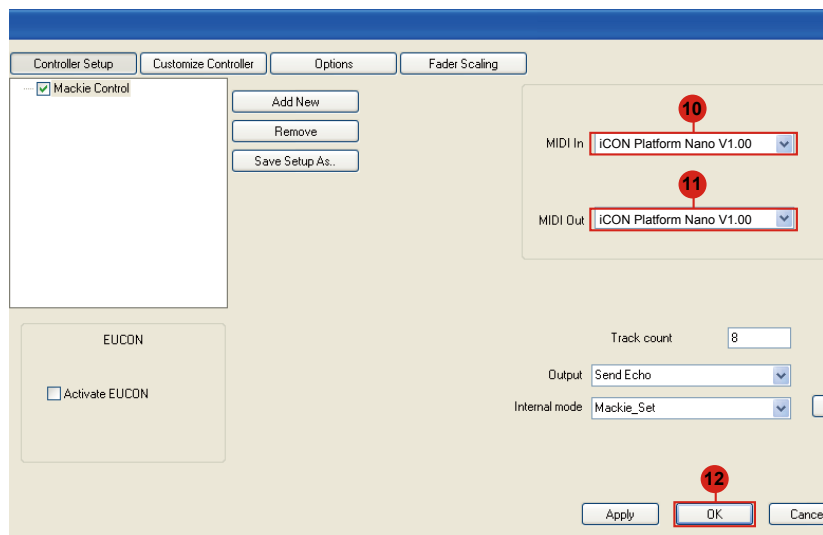 Controller Setup Customize Controller Options Fader Scaling
Mackie Control
Add New
Remove
Save Setup As..
10
MIDI In iCON Platform Nano V1.00
11
MIDI Out iCON Platform Nano V1.00
EUCON
Activate EUCON
Track count 8
Output Send Echo
Internal mode Mackie_Set
12
Apply OK Cance